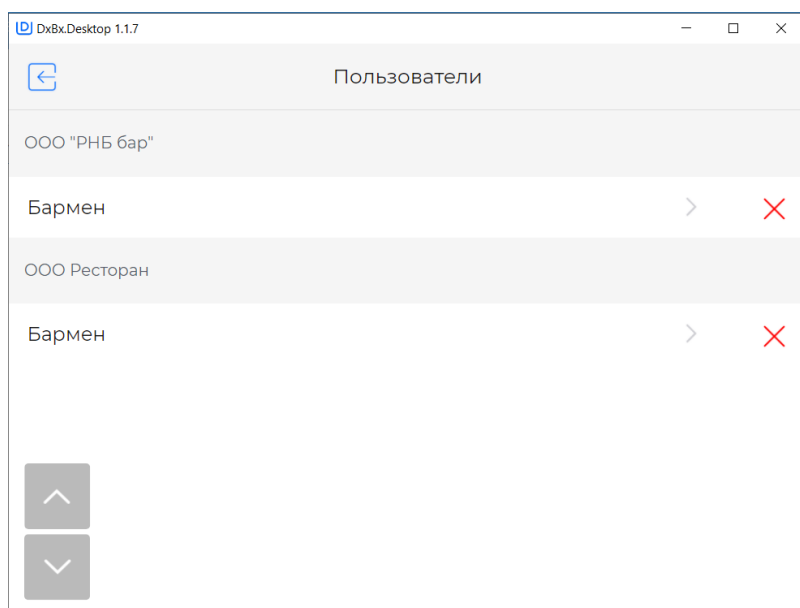 DxBx.Desktop 1.1.7
Пользователи
ООО "РНБ бар"
Бармен
ООО Ресторан
Бармен